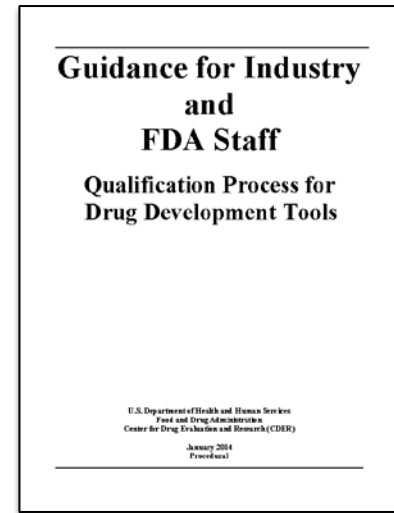 Guidance for Industry
and
FDA Staff
Qualification Process for
Drug Development Tools
U.S. Department of Health and Human Services
Food and Drug Administration
Center for Drug Evaluation and Research (CDER)
January 2014
Procedural